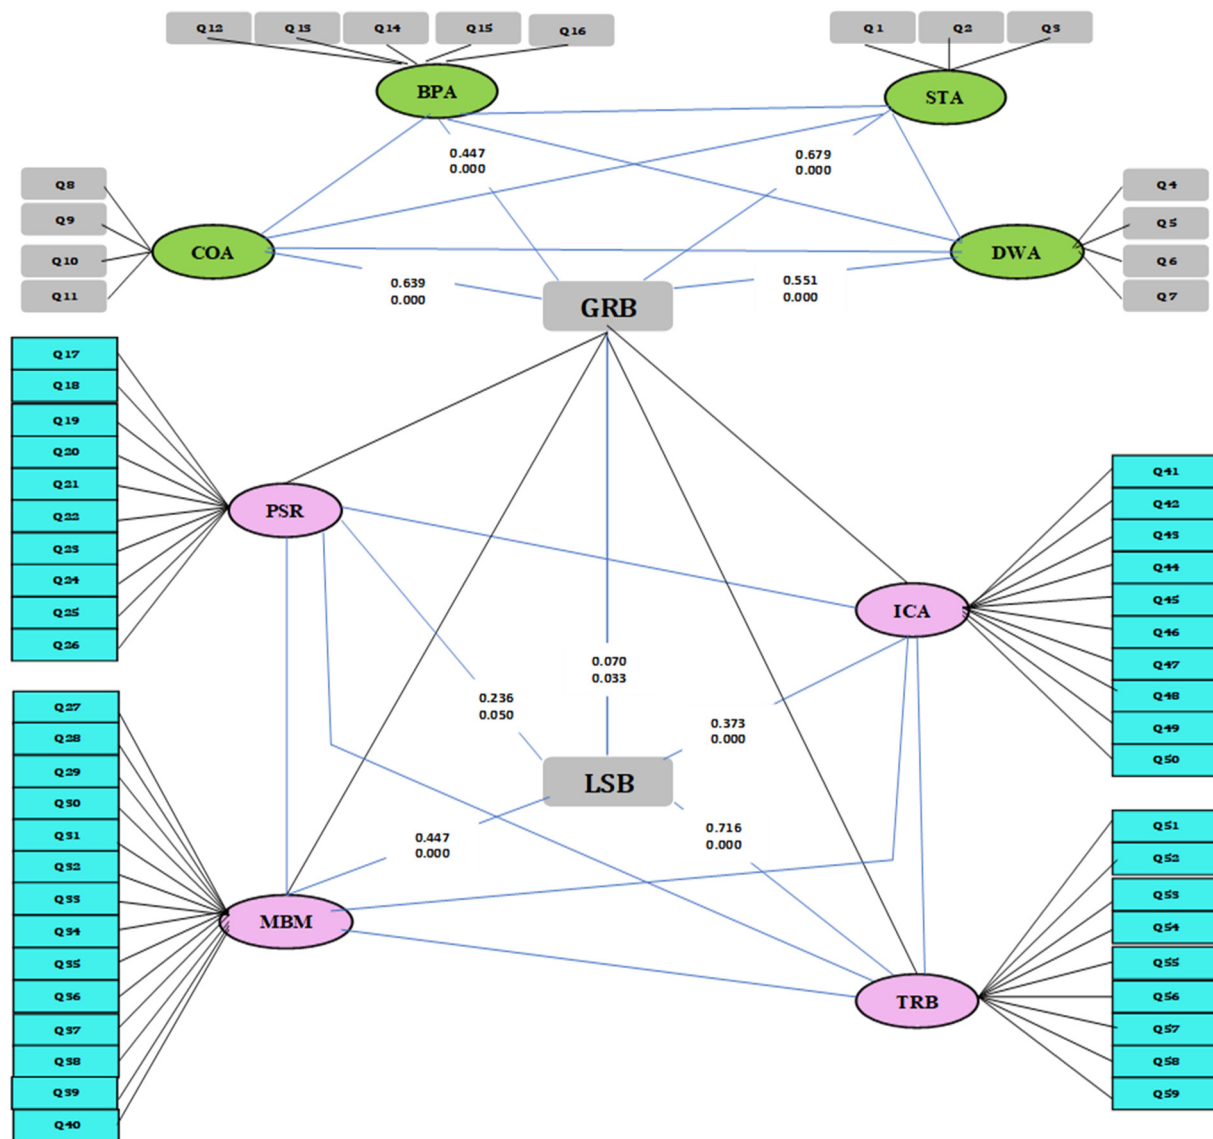 Q12
Q13
Q14
Q15
Q16
Q1
Q2
Q3
BPA
STA
0.447
0.000
0.679
0.000
Q8
Q9
Q10
Q11
COA
DWA
Q4
Q5
Q6
Q7
0.639
0.000
0.551
0.000
GRB
Q17
Q18
Q19
Q20
Q21
Q22
Q23
Q24
Q25
Q26
PSR
ICA
Q41
Q42
Q43
Q44
Q45
Q46
Q47
Q48
Q49
Q50
0.070
0.033
0.236
0.050
0.373
0.000
LSB
0.447
0.000
0.716
0.000
Q27
Q28
Q29
Q30
Q31
Q32
Q33
Q34
Q35
Q36
Q37
Q38
Q39
Q40
MBM
TRB
Q51
Q52
Q53
Q54
Q55
Q56
Q57
Q58
Q59